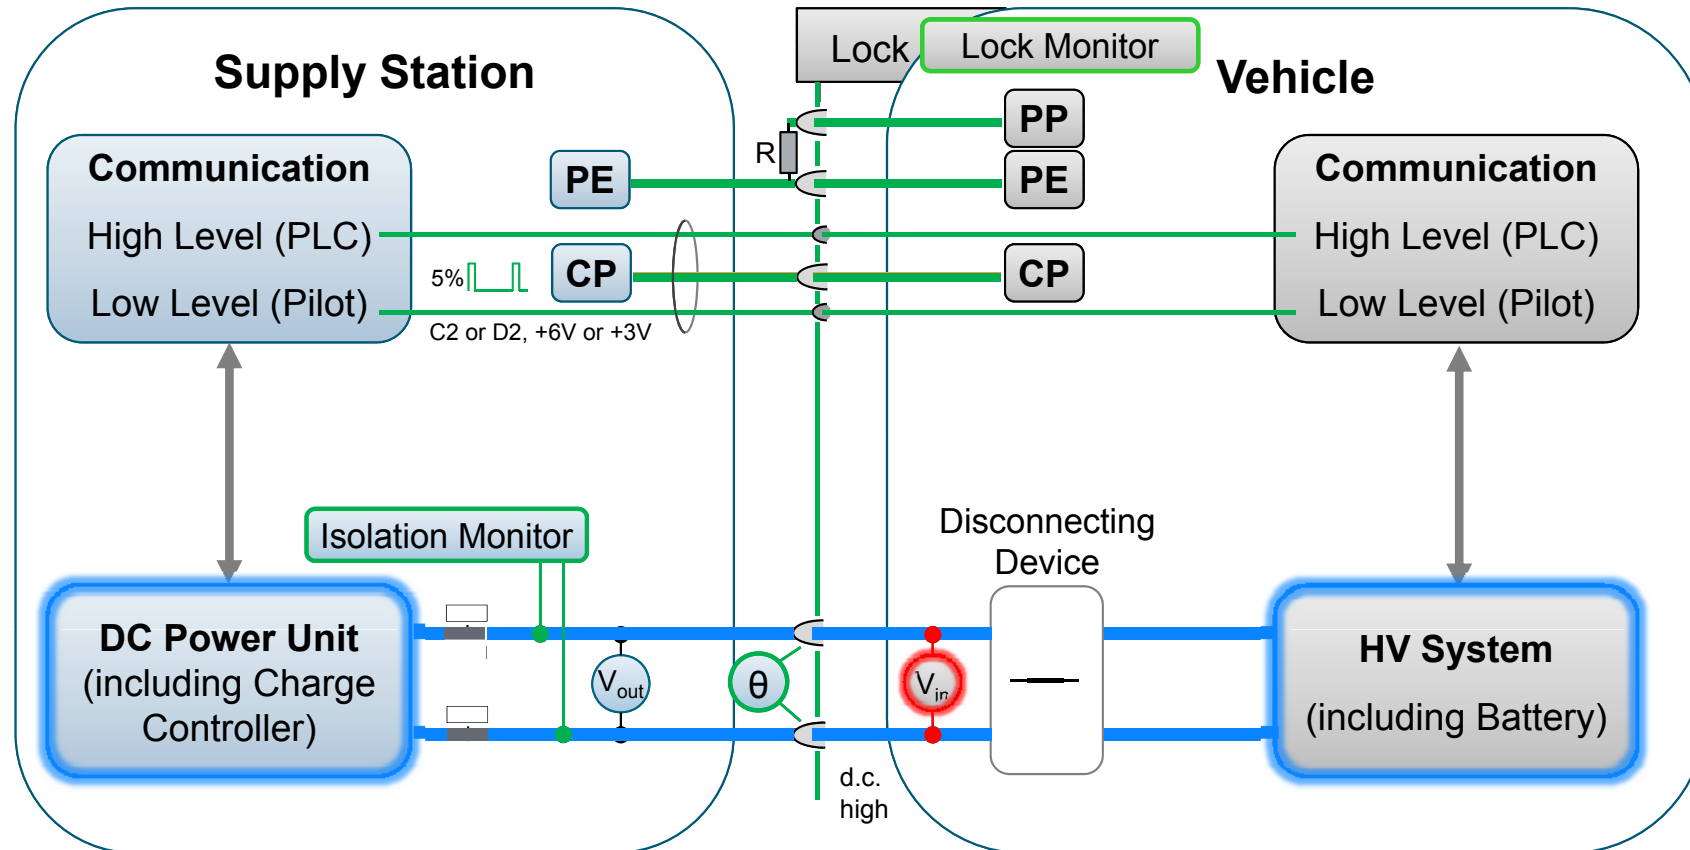 Supply Station
Lock
Lock Monitor
Vehicle
Communication
High Level (PLC)
Low Level (Pilot)
PE
R
PP
PE
5%
CP
CP
C2 or D2, +6V or +3V
Communication
High Level (PLC)
Low Level (Pilot)
Isolation Monitor
Disconnecting
Device
DC Power Unit
(including Charge
Controller)
Vout
θ
Vin
HV System
(including Battery)
d.c.
high